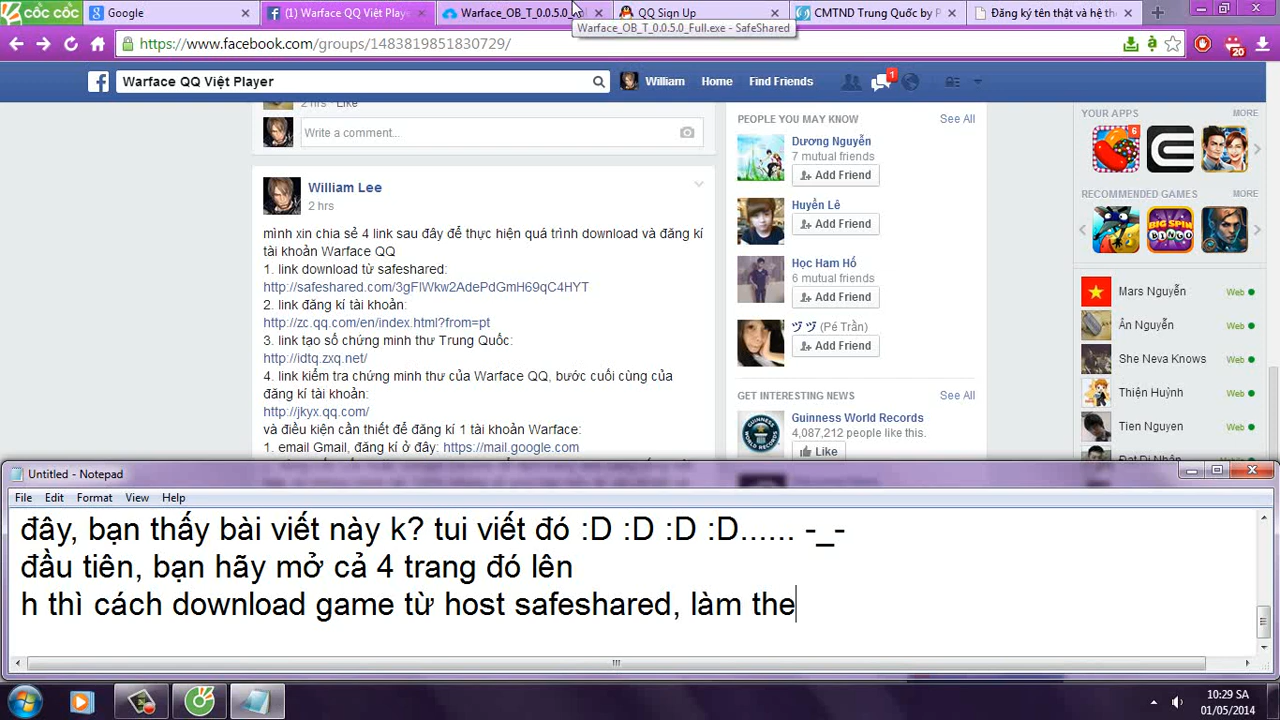 cốc cốc
Google
(1) Warface QQ Việt Playe
Warface_OB_T_0.0.5.0
QQ Sign Up
CMTND Trung Quốc by P
Đăng ký tên thật và hệ thố
Warface_OB_T_0.0.5.0_Full.exe - SafeShared
https://www.facebook.com/groups/1483819851830729/
20
Warface QQ Việt Player
William
Home
Find Friends
1
2 hrs · Like
Write a comment...
William Lee
2 hrs
mình xin chia sẻ 4 link sau đây để thực hiện quá trình download và đăng kí
tài khoản Warface QQ
1. link download từ safeshared:
http://safeshared.com/3gFIWkw2AdePdGmH69qC4HYT
2. link đăng kí tài khoản:
http://zc.qq.com/en/index.html?from=pt
3. link tạo số chứng minh thư Trung Quốc:
http://idtq.zxq.net/
4. link kiểm tra chứng minh thư của Warface QQ, bước cuối cùng của
đăng kí tài khoản:
http://jkyx.qq.com/
và điều kiện cần thiết để đăng kí 1 tài khoản Warface:
1. email Gmail, đăng kí ở đây: https://mail.google.com
PEOPLE YOU MAY KNOW
See All
Dương Nguyễn
7 mutual friends
Add Friend
Huyền Lê
Add Friend
Học Ham Hố
6 mutual friends
Add Friend
ヅ ヅ (Pé Trần)
Add Friend
GET INTERESTING NEWS
See All
Guinness World Records
4,087,212 people like this.
Like
YOUR APPS
MORE
6
RECOMMENDED GAMES
MORE
BIG SPIN
BINGO
Mars Nguyễn
Web
Ân Nguyễn
Web
She Neva Knows
Web
Thiện Huỳnh
Web
Tien Nguyen
Web
Untitled - Notepad
File Edit Format View Help
đây, bạn thấy bài viết này k? tui viết đó :D :D :D :D...... -_-
đầu tiên, bạn hãy mở cả 4 trang đó lên
h thì cách download game từ host safeshared, làm the
10:29 SA
01/05/2014